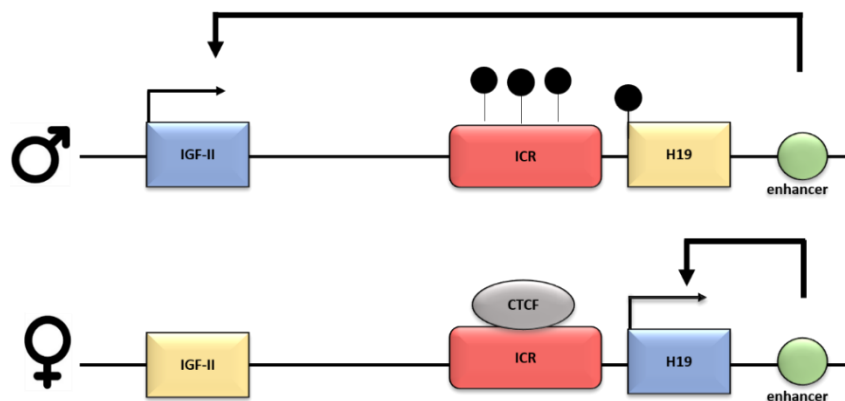 IGF-II
ICR
H19
enhancer
CTCF
IGF-II
ICR
H19
enhancer